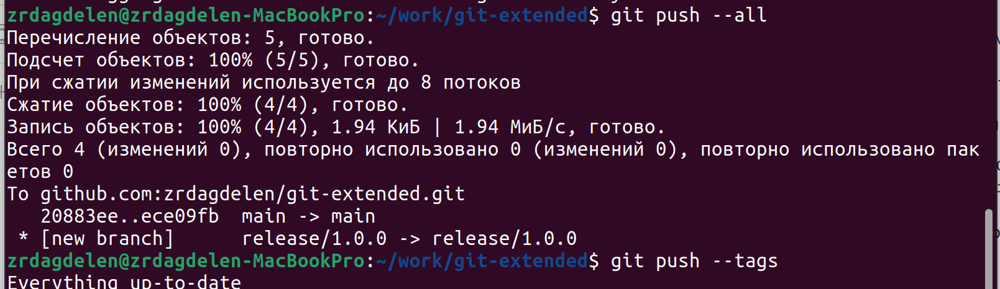 zrdagdelen@zrdagdelen-MacBookPro:~/work/git-extended$ git push --all
Перечисление объектов: 5, готово.
Подсчет объектов: 100% (5/5), готово.
При сжатии изменений используется до 8 потоков
Сжатие объектов: 100% (4/4), готово.
Запись объектов: 100% (4/4), 1.94 КиБ | 1.94 МиБ/с, готово.
Всего 4 (изменений 0), повторно использовано 0 (изменений 0), повторно использовано пак
етов 0
To github.com:zrdagdelen/git-extended.git
   20883ee..ece09fb  main -> main
 * [new branch]      release/1.0.0 -> release/1.0.0
zrdagdelen@zrdagdelen-MacBookPro:~/work/git-extended$ git push --tags
Everything up-to-date